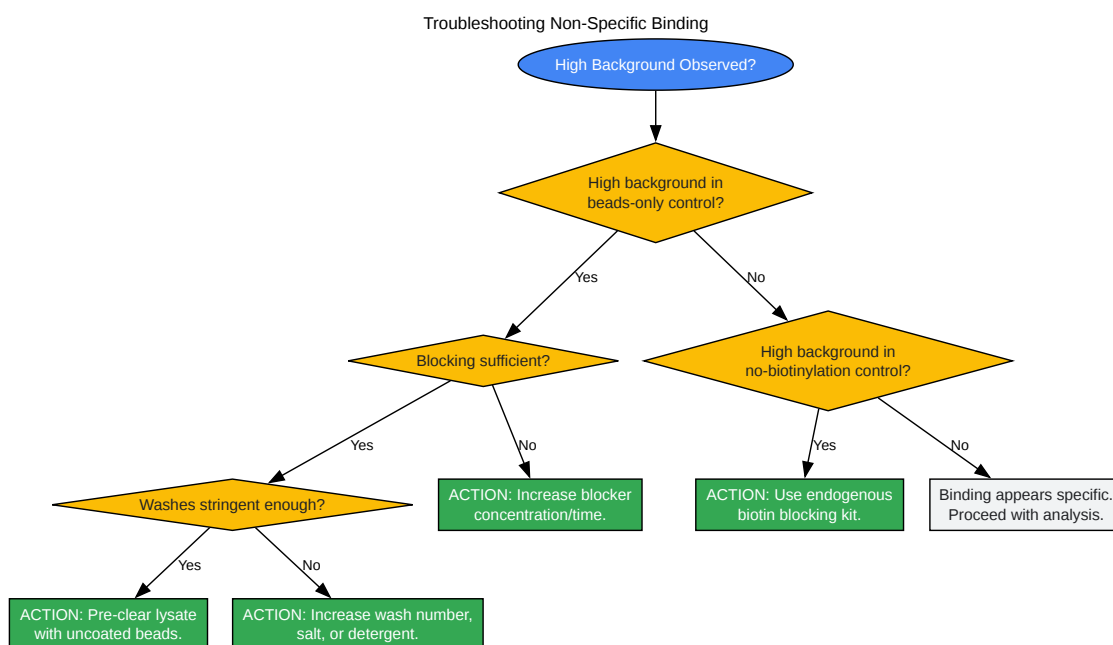 Troubleshooting Non-Specific Binding
High Background Observed?
High background in
beads-only control?
Yes
No
Blocking sufficient?
High background in
no-biotinylation control?
Yes
No
Yes
No
Washes stringent enough?
ACTION: Increase blocker
concentration/time.
ACTION: Use endogenous
biotin blocking kit.
Binding appears specific.
Proceed with analysis.
Yes
No
ACTION: Pre-clear lysate
with uncoated beads.
ACTION: Increase wash number,
salt, or detergent.